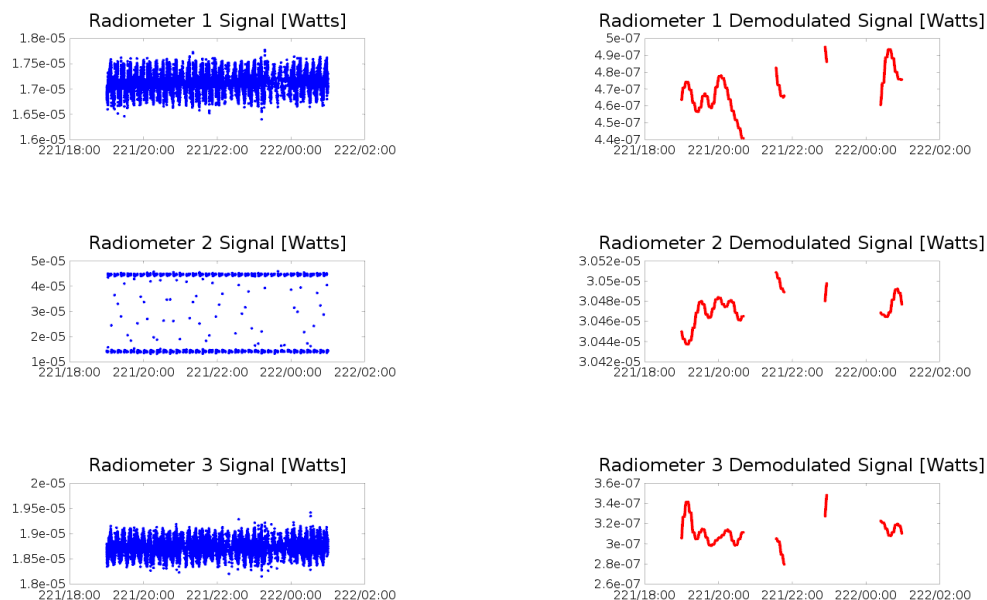 Radiometer 1 Signal [Watts]
1.8e-05
1.75e-05
1.7e-05
1.65e-05
1.6e-05
221/18:00 221/20:00 221/22:00 222/00:00 222/02:00
Radiometer 1 Demodulated Signal [Watts]
5e-07
4.9e-07
4.8e-07
4.7e-07
4.6e-07
4.5e-07
4.4e-07
221/18:00 221/20:00 221/22:00 222/00:00 222/02:00
Radiometer 2 Signal [Watts]
5e-05
4e-05
3e-05
2e-05
1e-05
221/18:00 221/20:00 221/22:00 222/00:00 222/02:00
Radiometer 2 Demodulated Signal [Watts]
3.052e-05
3.05e-05
3.048e-05
3.046e-05
3.044e-05
3.042e-05
221/18:00 221/20:00 221/22:00 222/00:00 222/02:00
Radiometer 3 Signal [Watts]
2e-05
1.95e-05
1.9e-05
1.85e-05
1.8e-05
221/18:00 221/20:00 221/22:00 222/00:00 222/02:00
Radiometer 3 Demodulated Signal [Watts]
3.6e-07
3.4e-07
3.2e-07
3e-07
2.8e-07
2.6e-07
221/18:00 221/20:00 221/22:00 222/00:00 222/02:00